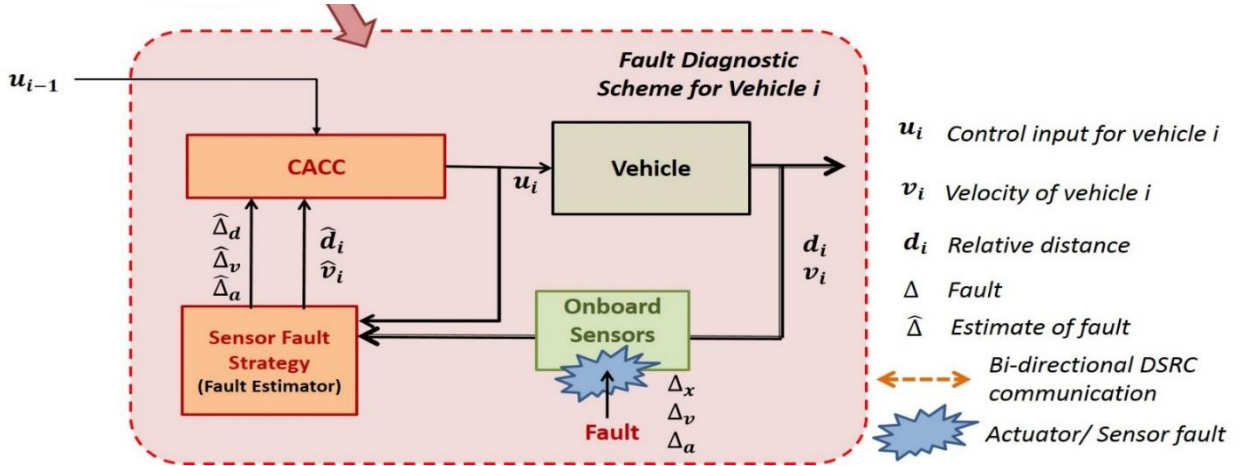 Fault Diagnostic
Scheme for Vehicle i
u_{i-1}
CACC
u_i
Vehicle
d_i
v_i
Δ̂_d
Δ̂_v
Δ̂_a
d̂_i
v̂_i
Sensor Fault
Strategy
(Fault Estimator)
Onboard
Sensors
Fault
Δ_x
Δ_v
Δ_a
u_i Control input for vehicle i
v_i Velocity of vehicle i
d_i Relative distance
Δ Fault
Δ̂ Estimate of fault
Bi-directional DSRC
communication
Actuator/ Sensor fault